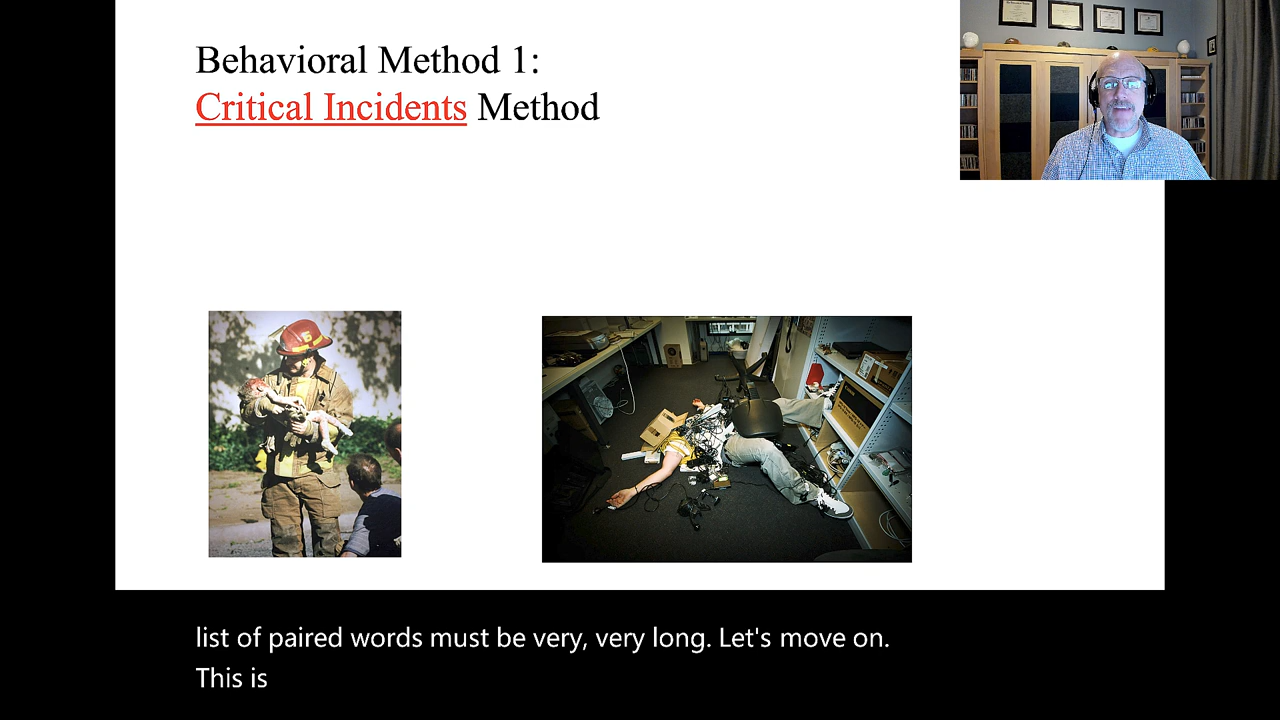 Behavioral Method 1:
Critical Incidents Method
5
list of paired words must be very, very long. Let's move on.
This is